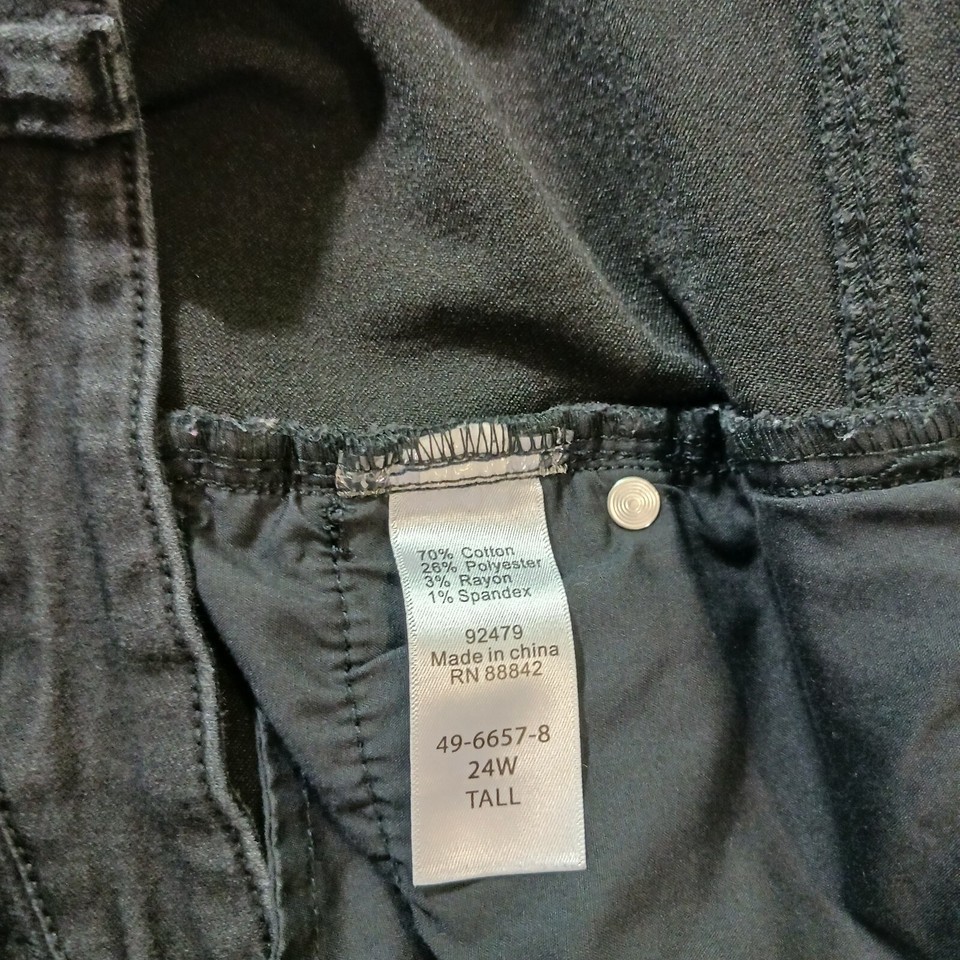 70% Cotton
26% Polyester
3% Rayon
1% Spandex
92479
Made in china
RN 88842
49-6657-8
24W
TALL